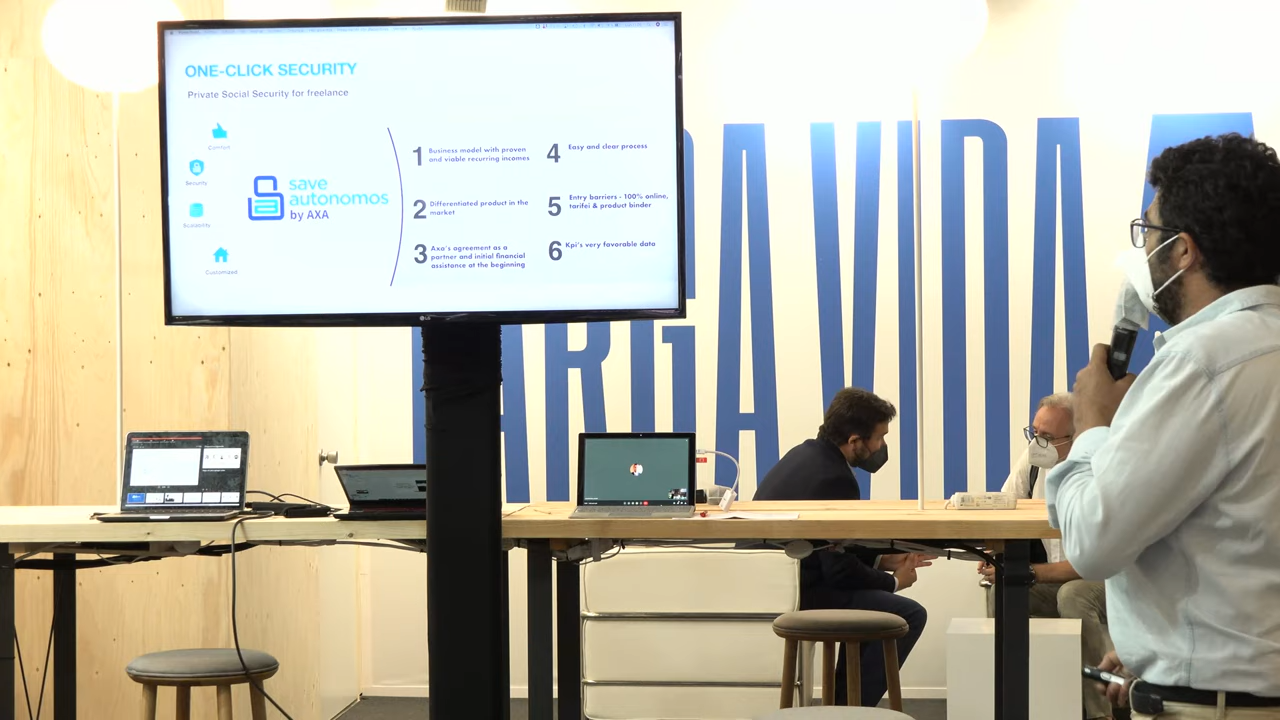 ONE-CLICK SECURITY
Private Social Security for freelance
Comfort
Security
Scalability
Customized
save
autonomos
by AXA
1 Business model with proven
and viable recurring incomes
2 Differentiated product in the
market
3 Axa's agreement as a
partner and initial financial
assistance at the beginning
4 Easy and clear process
5 Entry barriers - 100% online,
tarifei & product binder
6 Kpi's very favorable data
LG
ARGA VIDA